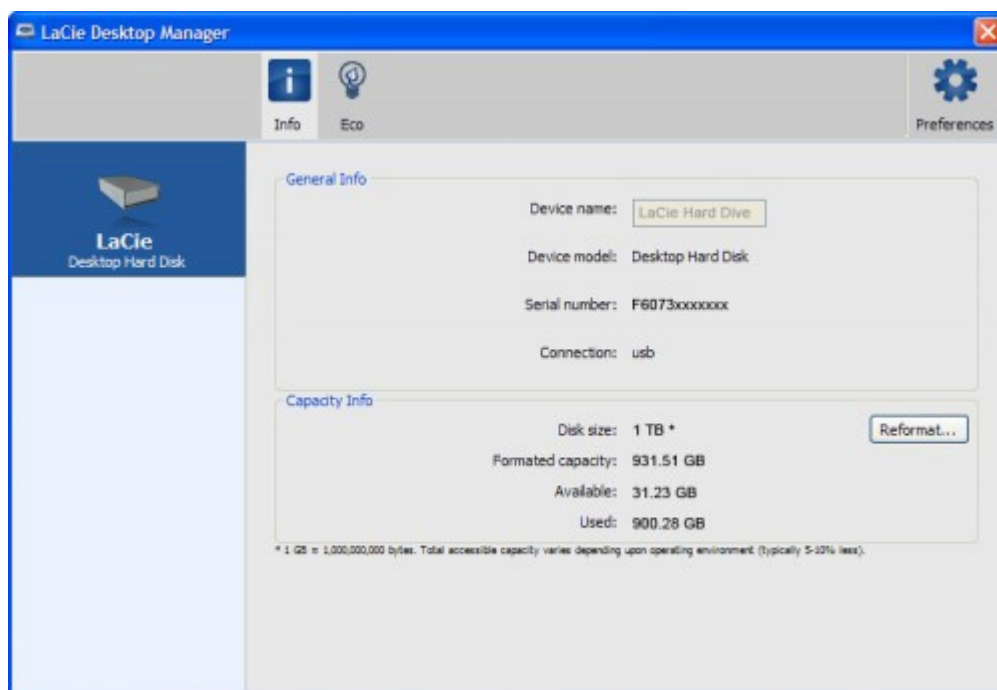 LaCie Desktop Manager
Info
Eco
Preferences
LaCie
Desktop Hard Disk
General Info
Device name: LaCie Hard Dive
Device model: Desktop Hard Disk
Serial number: F6073xxxxxxx
Connection: usb
Capacity Info
Disk size: 1 TB * Reformat...
Formated capacity: 931.51 GB
Available: 31.23 GB
Used: 900.28 GB
* 1 GB = 1,000,000,000 bytes. Total accessible capacity varies depending upon operating environment (typically 5-10% less).